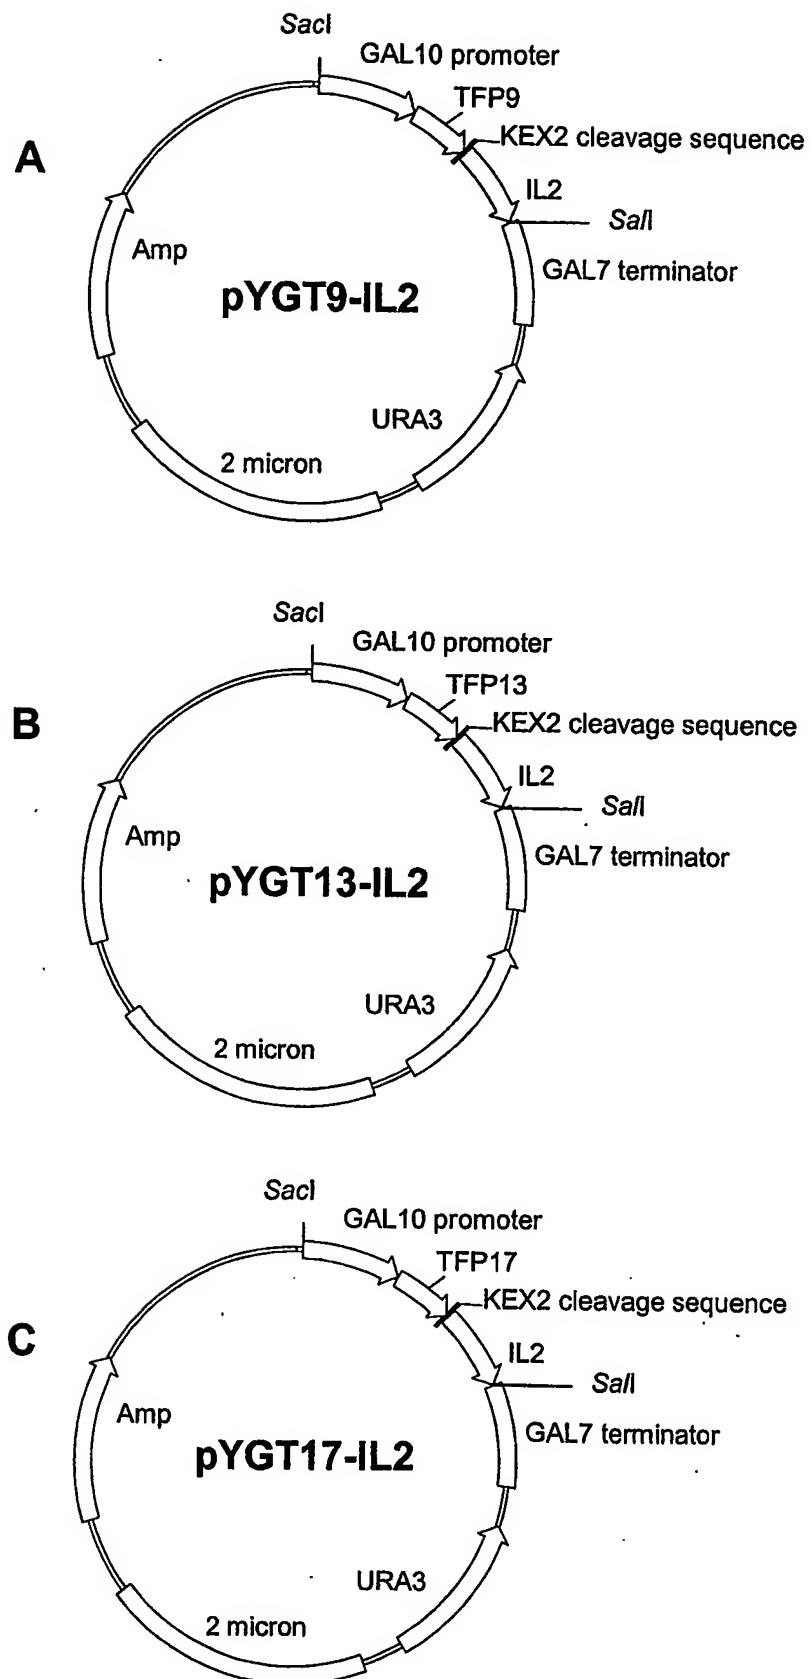 SacI
GAL10 promoter
TFP9
KEX2 cleavage sequence
A
IL2
SalI
Amp
GAL7 terminator
pYGT9-IL2
URA3
2 micron
SacI
GAL10 promoter
TFP13
KEX2 cleavage sequence
B
IL2
SalI
Amp
GAL7 terminator
pYGT13-IL2
URA3
2 micron
SacI
GAL10 promoter
TFP17
KEX2 cleavage sequence
C
IL2
SalI
Amp
GAL7 terminator
pYGT17-IL2
URA3
2 micron